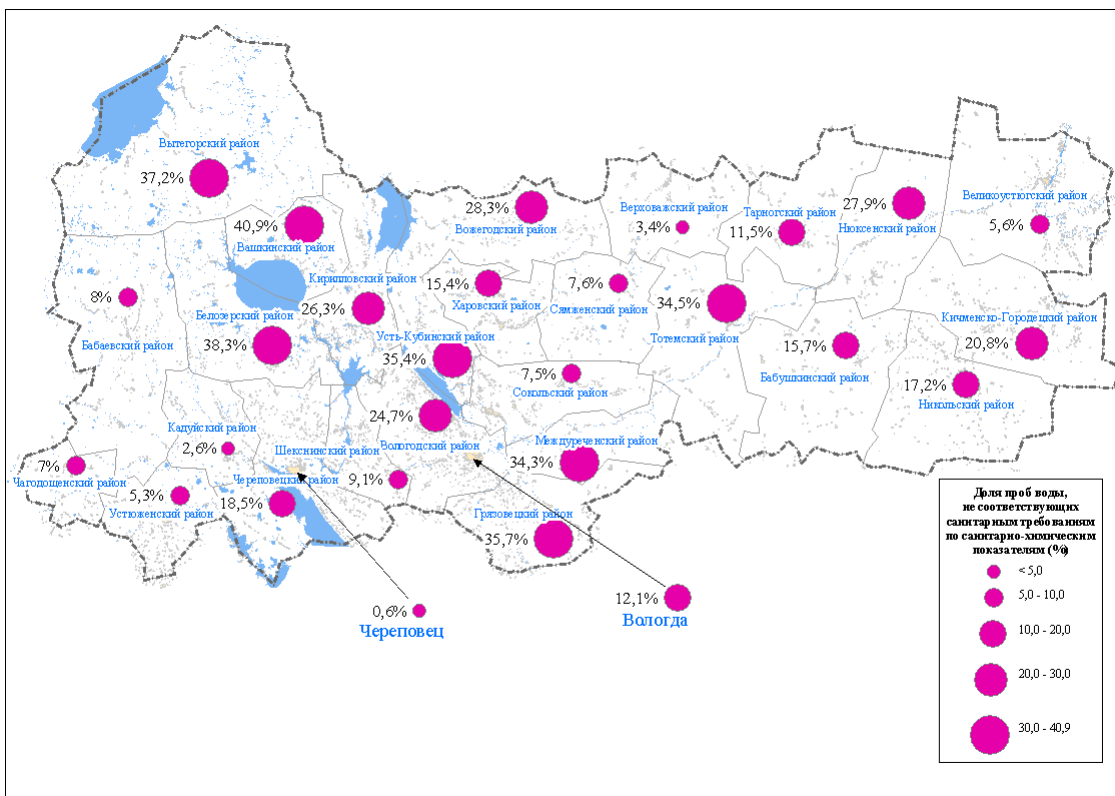 Вытегорский район
37,2%
40,9%
Вашкинский район
28,3%
Вожегодский район
Верховажский район
3,4%
Тарногский район
11,5%
27,9%
Нюксенский район
Великоустюгский район
5,6%
8%
Бабаевский район
Кирилловский район
26,3%
15,4%
Харовский район
7,6%
Сямженский район
34,5%
Тотемский район
Белозерский район
38,3%
Усть-Кубинский район
35,4%
7,5%
Сокольский район
15,7%
Бабушкинский район
Кичменско-Городецкий район
20,8%
17,2%
Никольский район
24,7%
Вологодский район
Кадуйский район
2,6%
Шекснинский район
9,1%
Междуреченский район
34,3%
7%
Чагодощенский район
5,3%
Устюженский район
Череповецкий район
18,5%
Грязовецкий район
35,7%
0,6%
Череповец
12,1%
Вологда
Доля проб воды,
не соответствующих
санитарным требованиям
по санитарно-химическим
показателям (%)
< 5,0
5,0 - 10,0
10,0 - 20,0
20,0 - 30,0
30,0 - 40,9